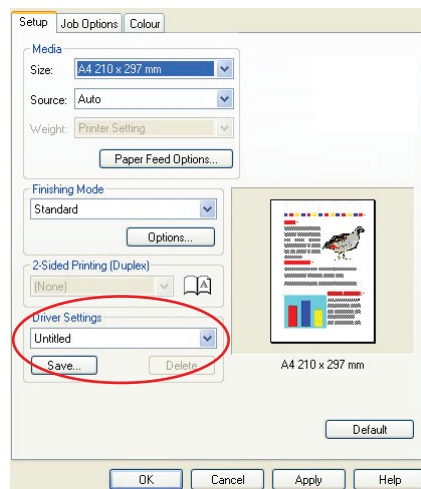 Setup Job Options Colour
Media
Size: A4 210 x 297 mm
Source: Auto
Weight: Printer Setting
Paper Feed Options...
Finishing Mode
Standard
Options...
2-Sided Printing (Duplex)
(None)
A
Driver Settings
Untitled
Save... Delete
A4 210 x 297 mm
Default
OK Cancel Apply Help